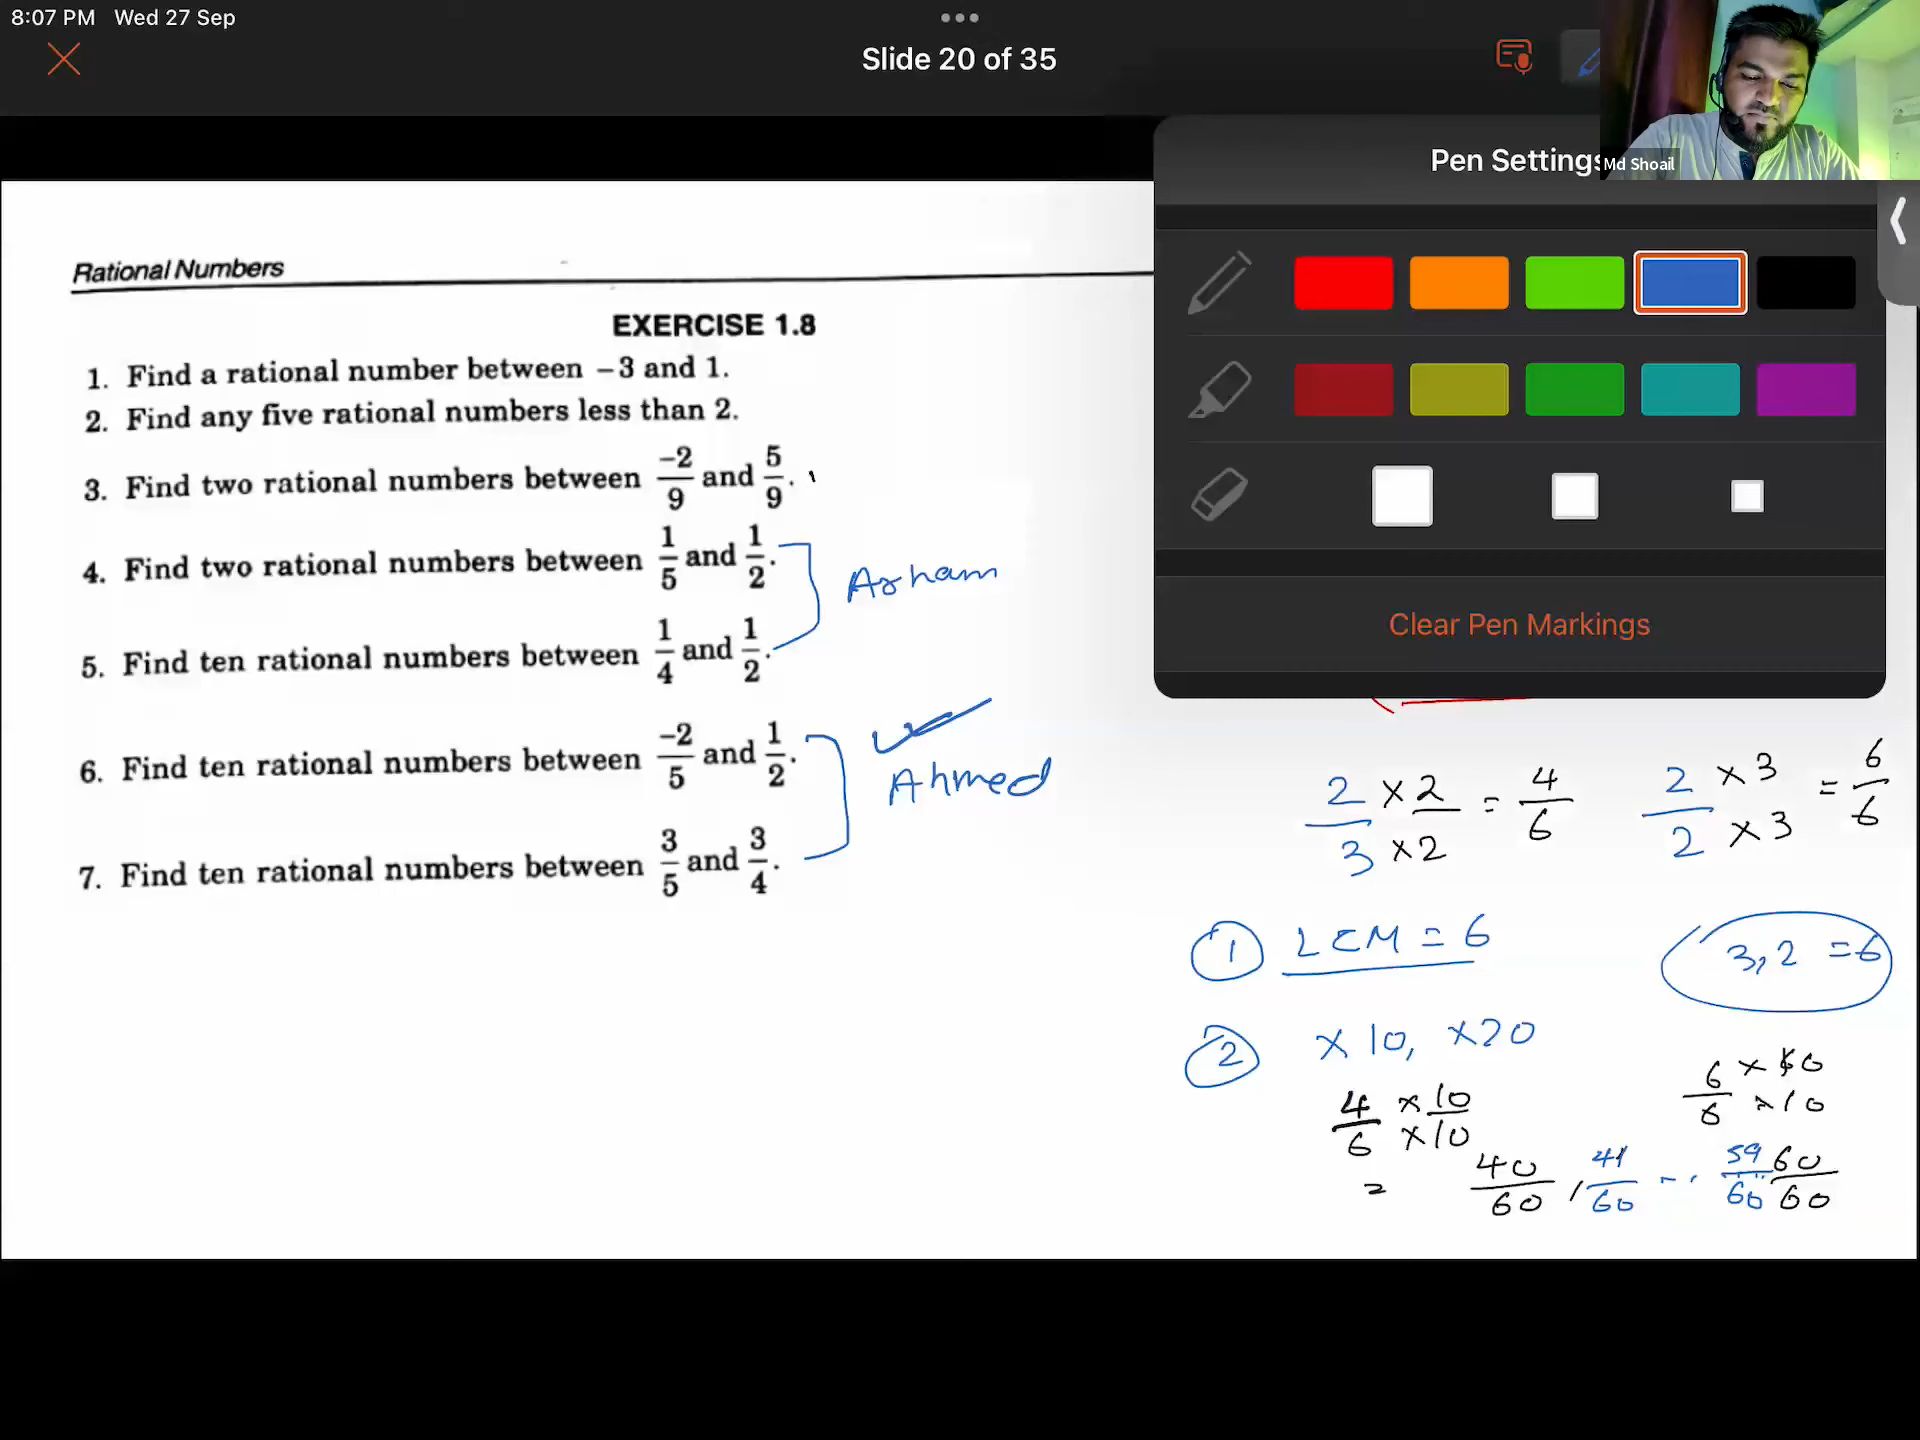 8:07 PM Wed 27 Sep
Slide 20 of 35
Md Shoail
Pen Settings
Clear Pen Markings
Rational Numbers
EXERCISE 1.8
1. Find a rational number between −3 and 1.
2. Find any five rational numbers less than 2.
3. Find two rational numbers between -2/9 and 5/9.
4. Find two rational numbers between 1/5 and 1/2.
5. Find ten rational numbers between 1/4 and 1/2.
6. Find ten rational numbers between -2/5 and 1/2.
7. Find ten rational numbers between 3/5 and 3/4.
Ahmed
2/3 ×2/×2 = 4/6
2/2 ×3/×3 = 6/6
1 LCM = 6
3,2 = 6
2 ×10, ×20
4/6 ×10/×10
= 40/60, 41/60 - - 59/60 60/60